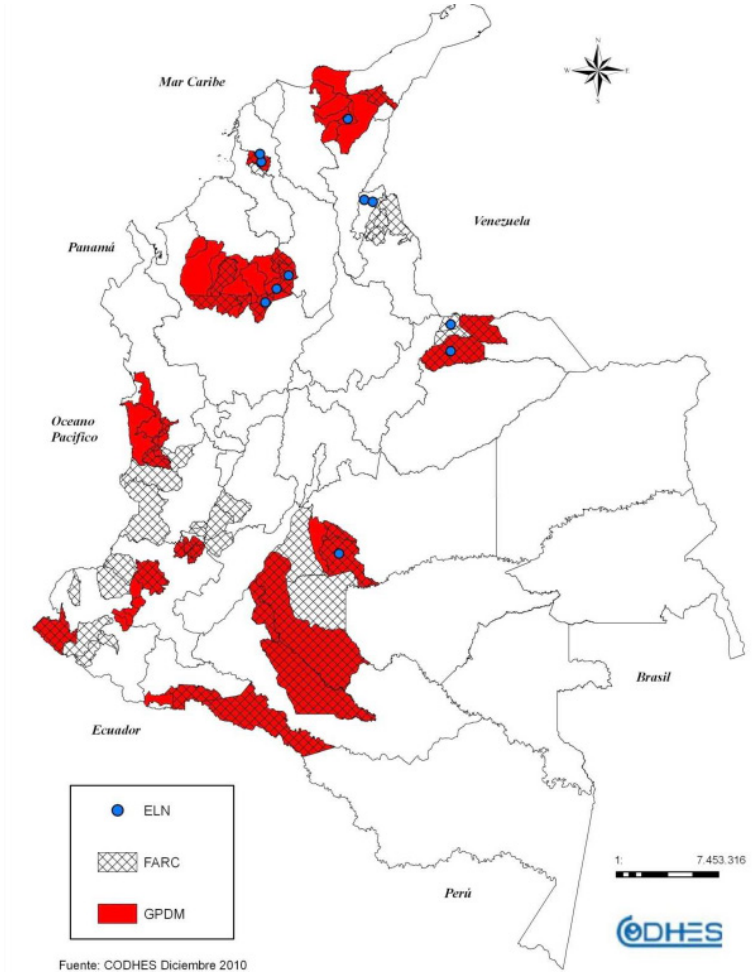 N
W E
S
Mar Caribe
Venezuela
Panamá
Oceano
Pacifico
Brasil
Ecuador
ELN
FARC
GPDM
1: 7.453.316
Perú
CODHES
Fuente: CODHES Diciembre 2010